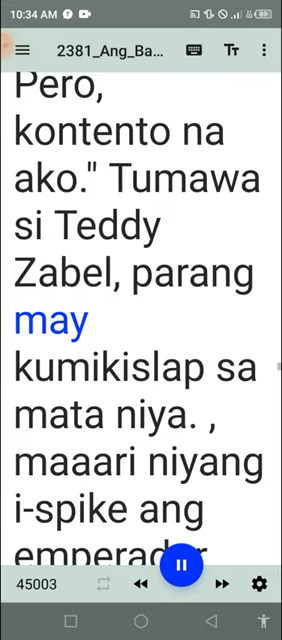 10:34 AM
2381_Ang_Ba...
Tт
Pero,
kontento na
ako." Tumawa
si Teddy
Zabel, parang
may
kumikislap sa
mata niya. ,
maaari niyang
i-spike ang
emperador
45003